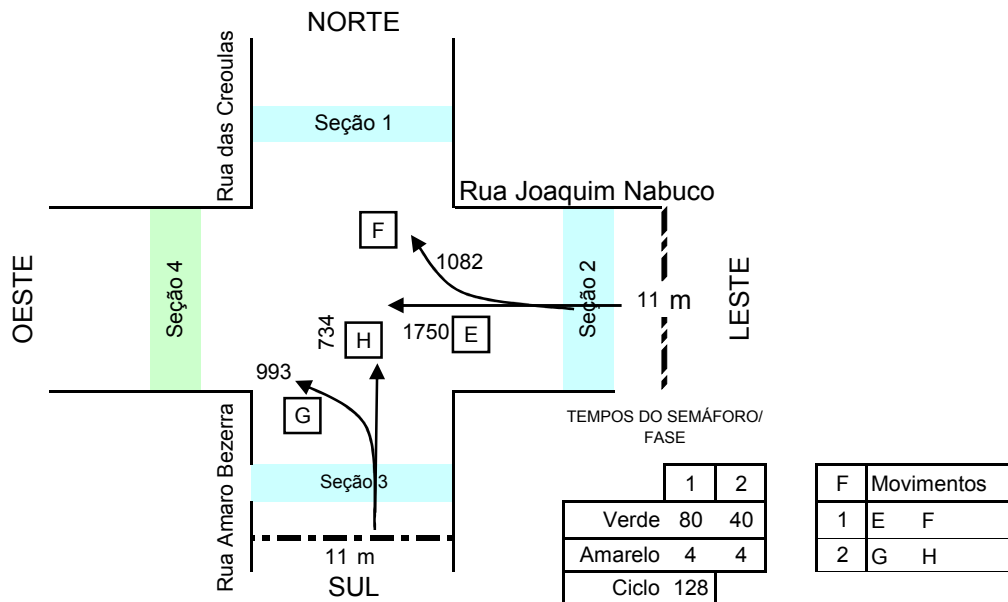 NORTE
Rua das Creoulas
Seção 1
Rua Joaquim Nabuco
F
1082
OESTE
Seção 4
Seção 2
11 m
LESTE
734
H
1750
E
993
G
TEMPOS DO SEMÁFORO/
FASE
Rua Amaro Bezerra
Seção 3
11 m
SUL
1 2
Verde 80 40
Amarelo 4 4
Ciclo 128
F Movimentos
1 E F
2 G H